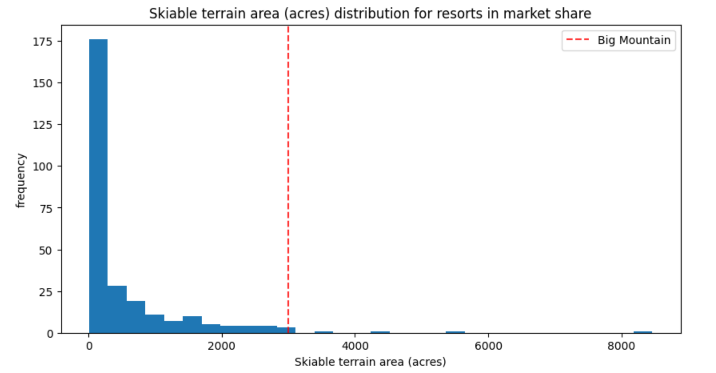 Skiable terrain area (acres) distribution for resorts in market share
Big Mountain
175
150
125
100
75
50
25
0
frequency
0 2000 4000 6000 8000
Skiable terrain area (acres)